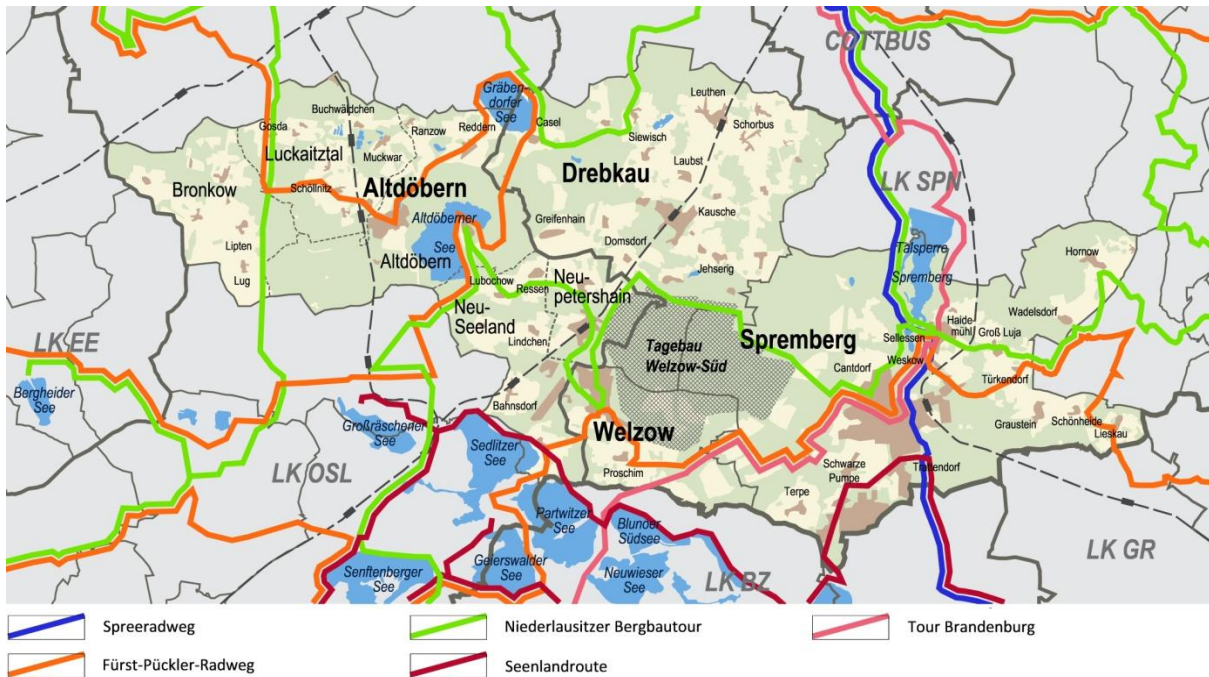 COTTBUS
Gräben-
dorfer
See
Leuthen
Buchwäldchen
Gosda
Ranzow
Reddern
Casel
Siewisch
Schorbus
Luckaitztal
Muckwar
Laubst
LK SPN
Bronkow
Schöllnitz
Altdöbern
Drebkau
Altdöberner
See
Greifenhain
Kausche
Lipten
Domsdorf
Talsperre
Spremberg
Hornow
Lug
Altdöbern
Jehserig
Lubochow
Ressen
Neu-
petershain
Neu-
Seeland
Lindchen
Haide-
mühl
Wadelsdorf
Groß Luja
LK EE
Tagebau
Welzow-Süd
Spremberg
Sellessen
Weskow
Cantdorf
Türkendorf
Bergheider
See
Bahnsdorf
Großräschener
See
Welzow
Graustein
Schönheide
Lieskau
Sedlitzer
See
LK OSL
Proschim
Schwarze
Pumpe
Trattendorf
Terpe
Partwitzer
See
Blunoer
Südsee
LK GR
Geierswalder
See
Senftenberger
See
Neuwieser
See
LK BZ
Spreeradweg
Niederlausitzer Bergbautour
Tour Brandenburg
Fürst-Pückler-Radweg
Seenlandroute